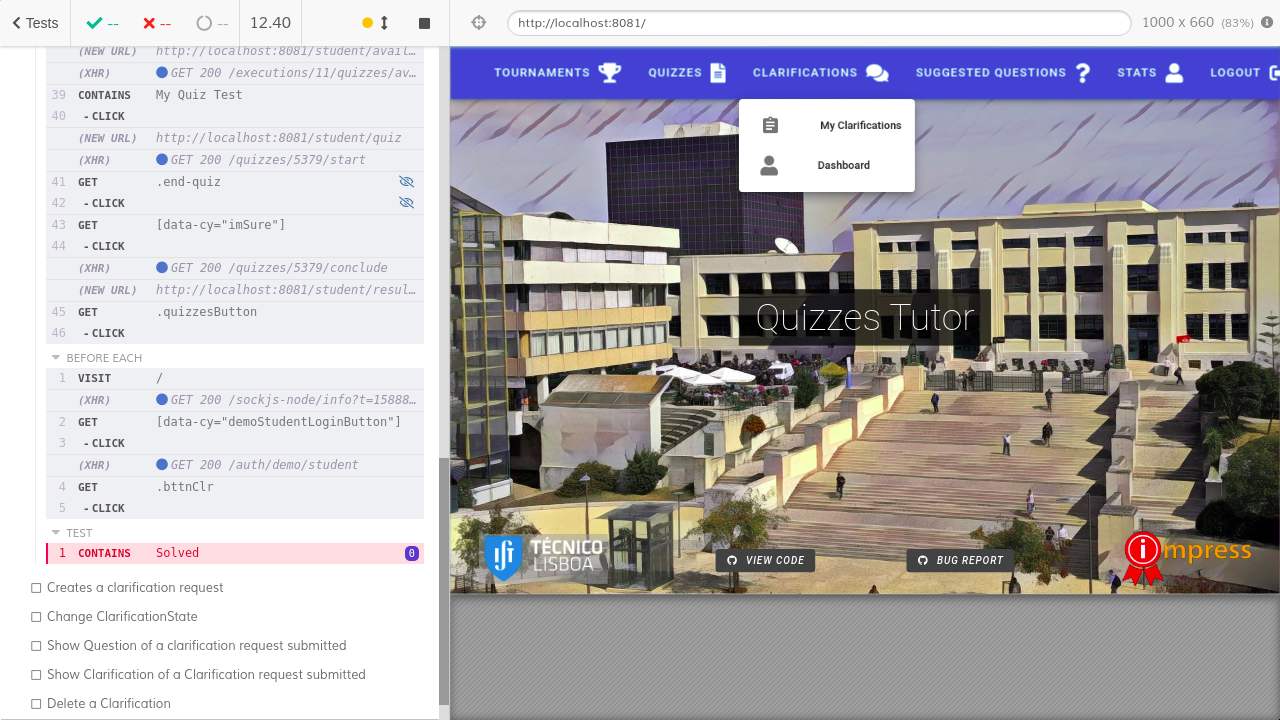 Tests
--
--
--
12.40
http://localhost:8081/
1000 x 660 (83%)
(NEW URL) http://localhost:8081/student/avail…
(XHR) GET 200 /executions/11/quizzes/av…
39 CONTAINS My Quiz Test
40 - CLICK
(NEW URL) http://localhost:8081/student/quiz
(XHR) GET 200 /quizzes/5379/start
41 GET .end-quiz
42 - CLICK
43 GET [data-cy="imSure"]
44 - CLICK
(XHR) GET 200 /quizzes/5379/conclude
(NEW URL) http://localhost:8081/student/resul…
45 GET .quizzesButton
46 - CLICK
BEFORE EACH
1 VISIT /
(XHR) GET 200 /sockjs-node/info?t=15888…
2 GET [data-cy="demoStudentLoginButton"]
3 - CLICK
(XHR) GET 200 /auth/demo/student
4 GET .bttnClr
5 - CLICK
TEST
1 CONTAINS Solved 0
Creates a clarification request
Change ClarificationState
Show Question of a clarification request submitted
Show Clarification of a Clarification request submitted
Delete a Clarification
TOURNAMENTS QUIZZES CLARIFICATIONS SUGGESTED QUESTIONS STATS LOGOUT
My Clarifications
Dashboard
Quizzes Tutor
TÉCNICO
LISBOA
VIEW CODE
BUG REPORT
impress